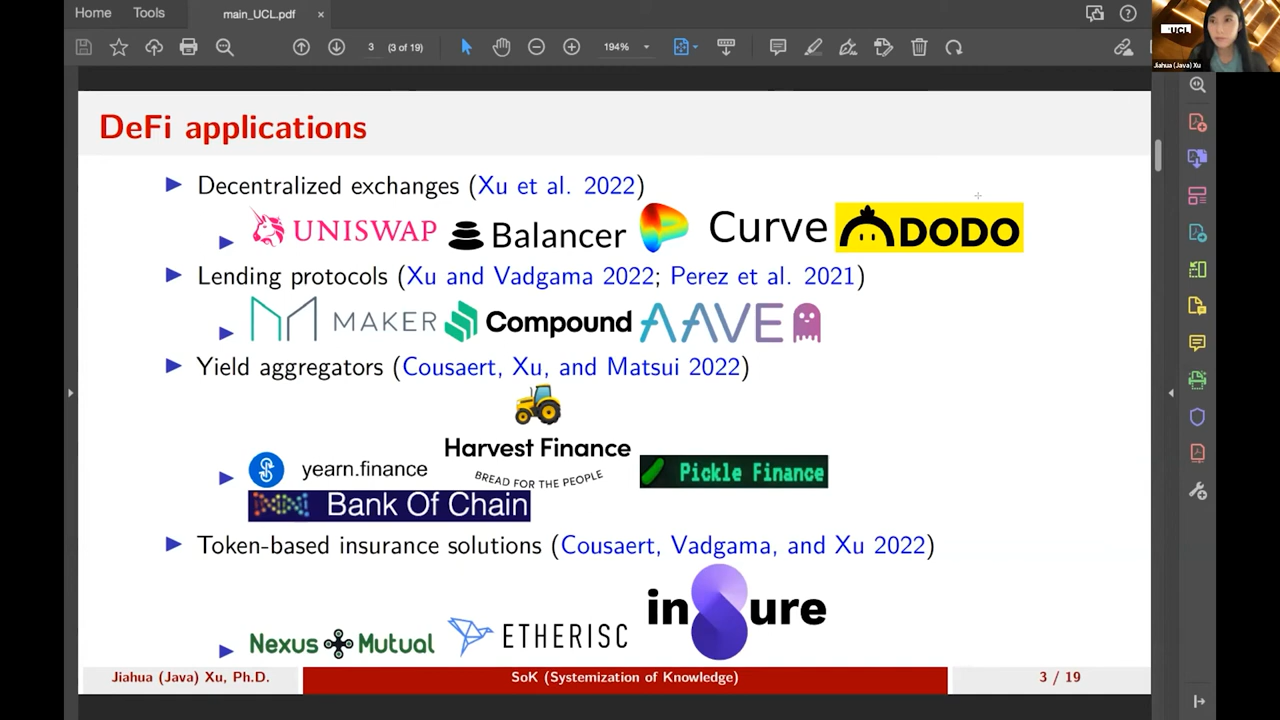 Home Tools main_UCL.pdf ×
3 (3 of 19) 194%
UCL
Jiahua (Java) Xu
DeFi applications
Decentralized exchanges (Xu et al. 2022)
UNISWAP Balancer Curve DODO
Lending protocols (Xu and Vadgama 2022; Perez et al. 2021)
MAKER Compound AAVE
Yield aggregators (Cousaert, Xu, and Matsui 2022)
yearn.finance Harvest Finance Pickle Finance
BREAD FOR THE PEOPLE
Bank Of Chain
Token-based insurance solutions (Cousaert, Vadgama, and Xu 2022)
Nexus Mutual ETHERISC inSure
Jiahua (Java) Xu, Ph.D. SoK (Systemization of Knowledge) 3 / 19